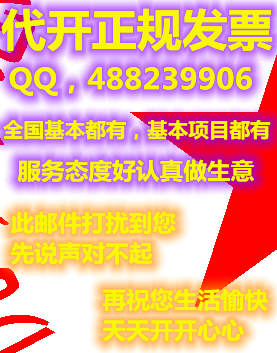 代开正规发票
QQ，488239906
全国基本都有，基本项目都有
服务态度好认真做生意
此邮件打扰到您
先说声对不起
再祝您生活愉快
天天开开心心